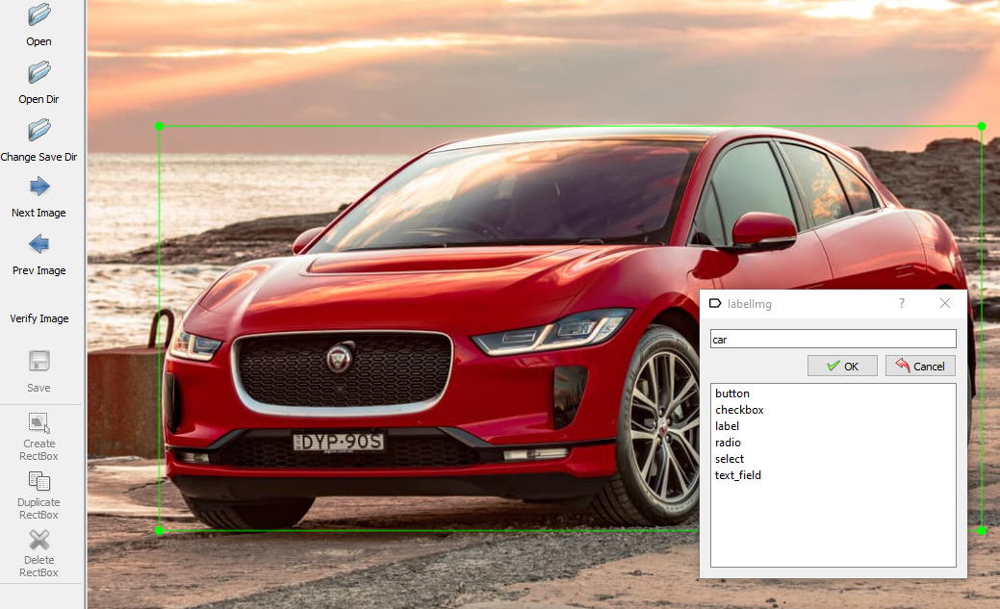 Open
Open Dir
Change Save Dir
Next Image
Prev Image
Verify Image
Save
Create
RectBox
Duplicate
RectBox
Delete
RectBox
DYP·90S
labelImg
?
car
OK
Cancel
button
checkbox
label
radio
select
text_field